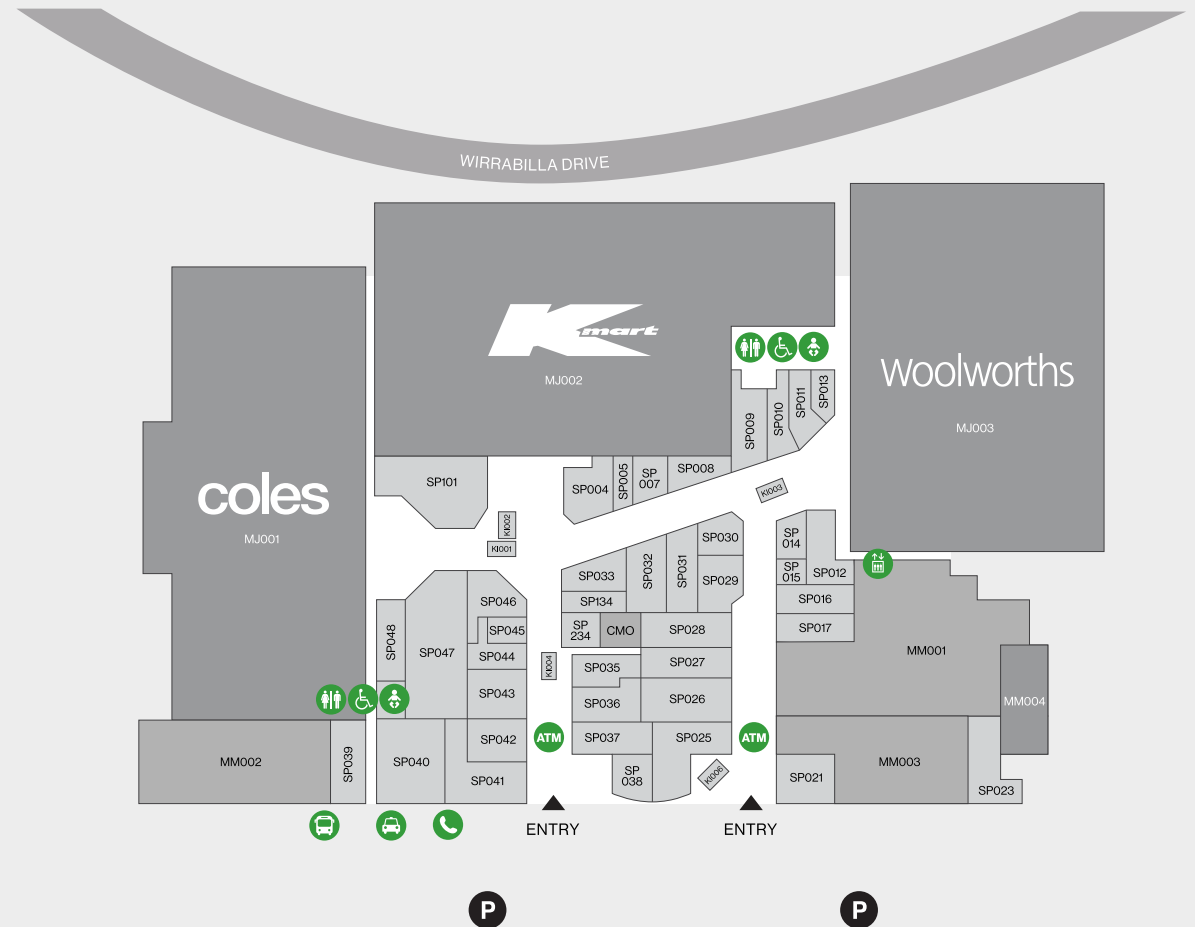 WIRRABILLA DRIVE
Kmart
MJ002
Woolworths
MJ003
coles
MJ001
SP101
SP004
SP005
SP
007
SP008
SP009
SP010
SP011
SP013
KI003
KI002
KI001
SP033
SP134
SP
234
CMO
SP032
SP031
SP030
SP029
SP028
SP027
SP026
SP025
SP035
SP036
SP037
SP
038
KI004
KI006
SP
014
SP
015
SP012
SP016
SP017
MM001
MM004
MM003
SP021
SP023
SP048
SP047
SP046
SP045
SP044
SP043
SP042
SP041
SP040
SP039
MM002
ATM
ATM
ENTRY
ENTRY
P
P